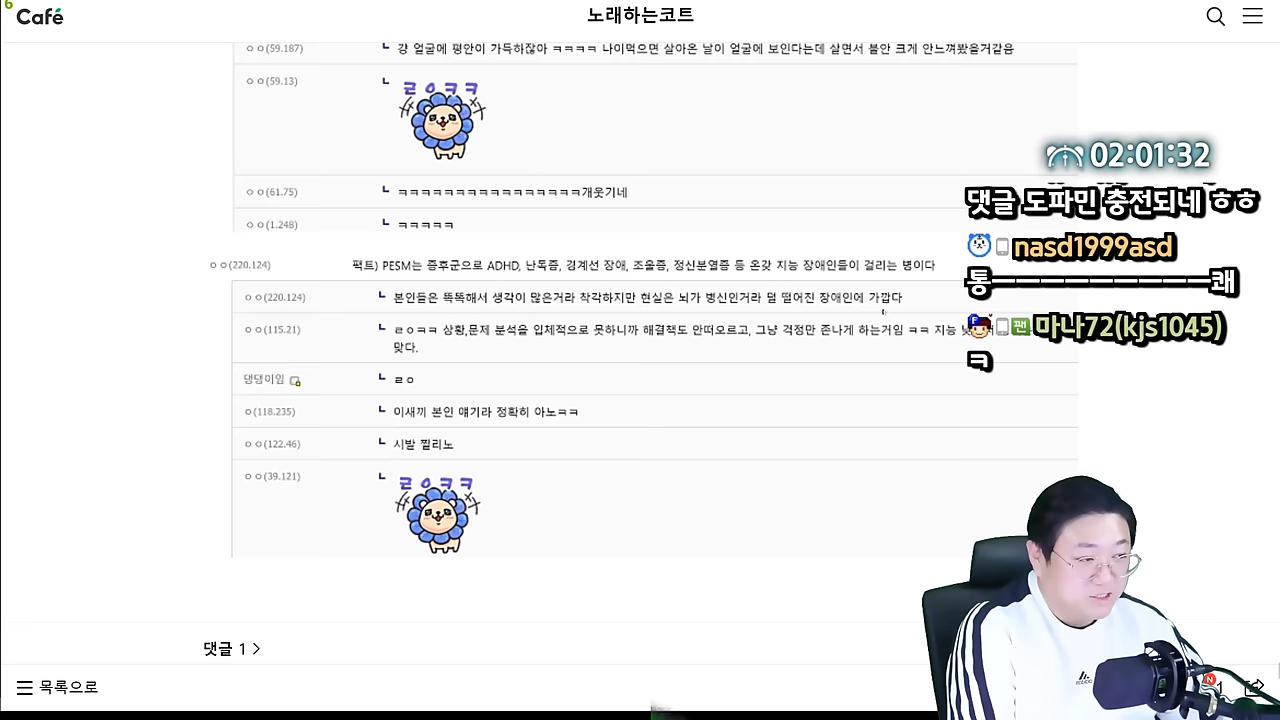 6
Café
노래하는코트
ㅇㅇ(59.187)
걍 얼굴에 평안이 가득하잖아 ㅋㅋㅋㅋ 나이먹으면 살아온 날이 얼굴에 보인다는데 살면서 불안 크게 안느껴봤을거같음
ㅇㅇ(59.13)
ㄹㅇㅋㅋ
ㅇㅇ(61.75)
ㅋㅋㅋㅋㅋㅋㅋㅋㅋㅋㅋㅋㅋㅋㅋㅋ개웃기네
ㅇㅇ(1.248)
ㅋㅋㅋㅋㅋ
ㅇㅇ(220.124)
팩트) PESM는 증후군으로 ADHD, 난독증, 경계선 장애, 조울증, 정신분열증 등 온갖 지능 장애인들이 걸리는 병이다
ㅇㅇ(220.124)
본인들은 똑똑해서 생각이 많은거라 착각하지만 현실은 뇌가 병신인거라 덜 떨어진 장애인에 가깝다
ㅇㅇ(115.21)
ㄹㅇㅋㅋ 상황,문제 분석을 입체적으로 못하니까 해결책도 안떠오르고, 그냥 걱정만 존나게 하는거임 ㅋㅋ 지능
맞다.
댕댕이임
ㄹㅇ
ㅇ(118.235)
이새끼 본인 얘기라 정확히 아노ㅋㅋ
ㅇㅇ(122.46)
시발 찔리노
ㅇㅇ(39.121)
ㄹㅇㅋㅋ
댓글 1
목록으로
02:01:32
댓글 도파민 충전되네 ㅎㅎ
nasd1999asd
통ㅡㅡㅡㅡㅡㅡㅡㅡㅡㅡ쾌
팬 마나72(kjs1045)
ㅋ
N
1